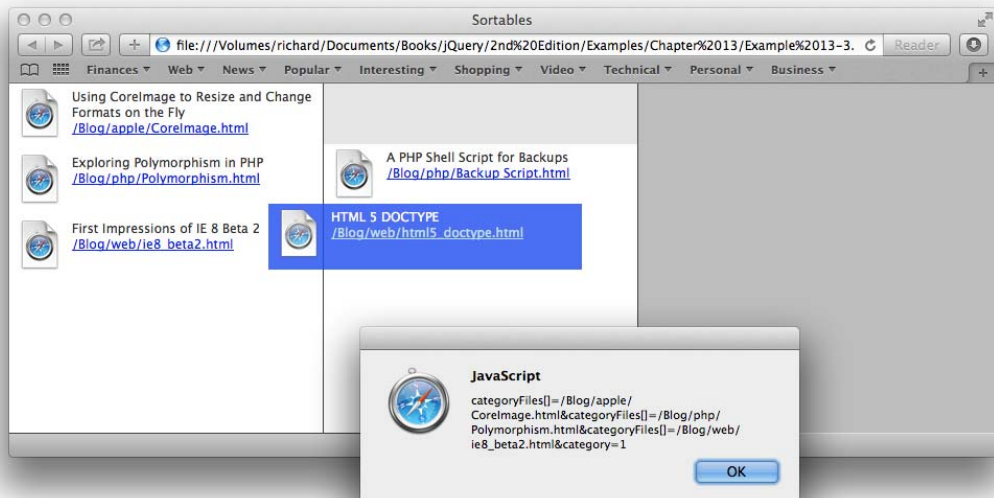 Sortables
file:///Volumes/richard/Documents/Books/jQuery/2nd%20Edition/Examples/Chapter%2013/Example%2013-3.
Reader
Finances Web News Popular Interesting Shopping Video Technical Personal Business
Using CoreImage to Resize and Change
Formats on the Fly
/Blog/apple/CoreImage.html
Exploring Polymorphism in PHP
/Blog/php/Polymorphism.html
First Impressions of IE 8 Beta 2
/Blog/web/ie8_beta2.html
A PHP Shell Script for Backups
/Blog/php/Backup Script.html
HTML 5 DOCTYPE
/Blog/web/html5_doctype.html
JavaScript
categoryFiles[]=/Blog/apple/
CoreImage.html&categoryFiles[]=/Blog/php/
Polymorphism.html&categoryFiles[]=/Blog/web/
ie8_beta2.html&category=1
OK